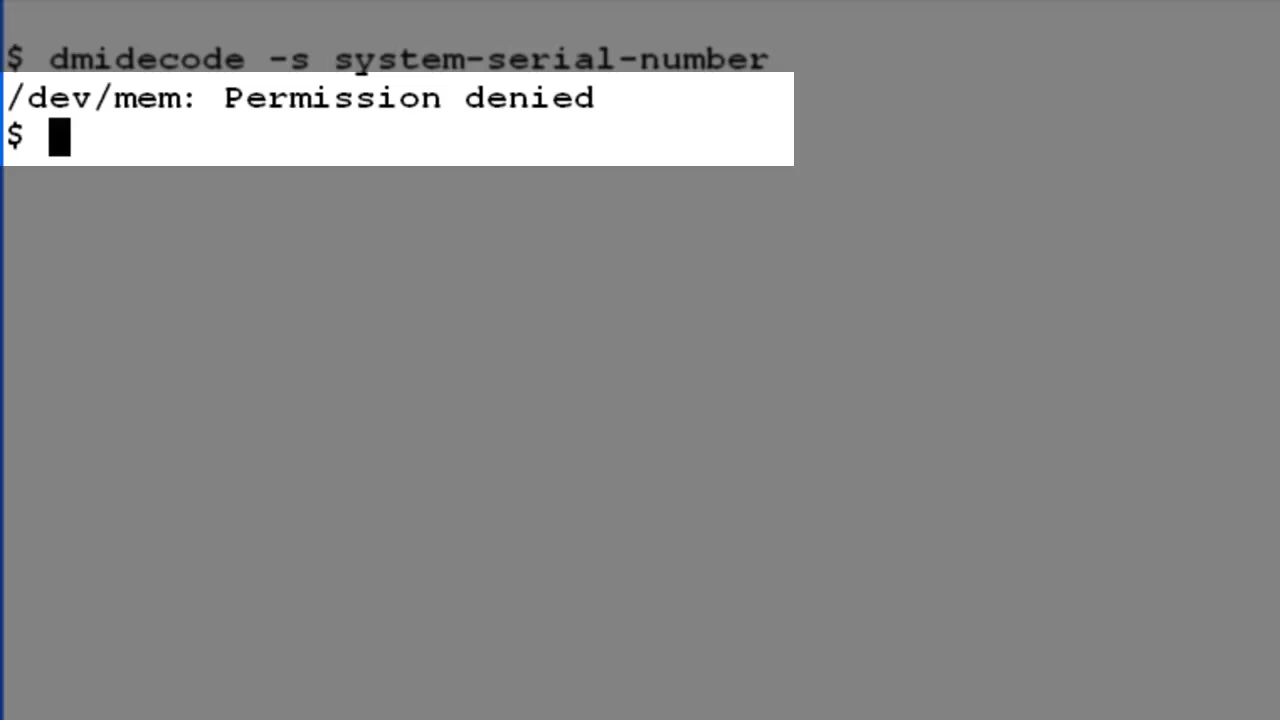 $ dmidecode -s system-serial-number
/dev/mem: Permission denied
$